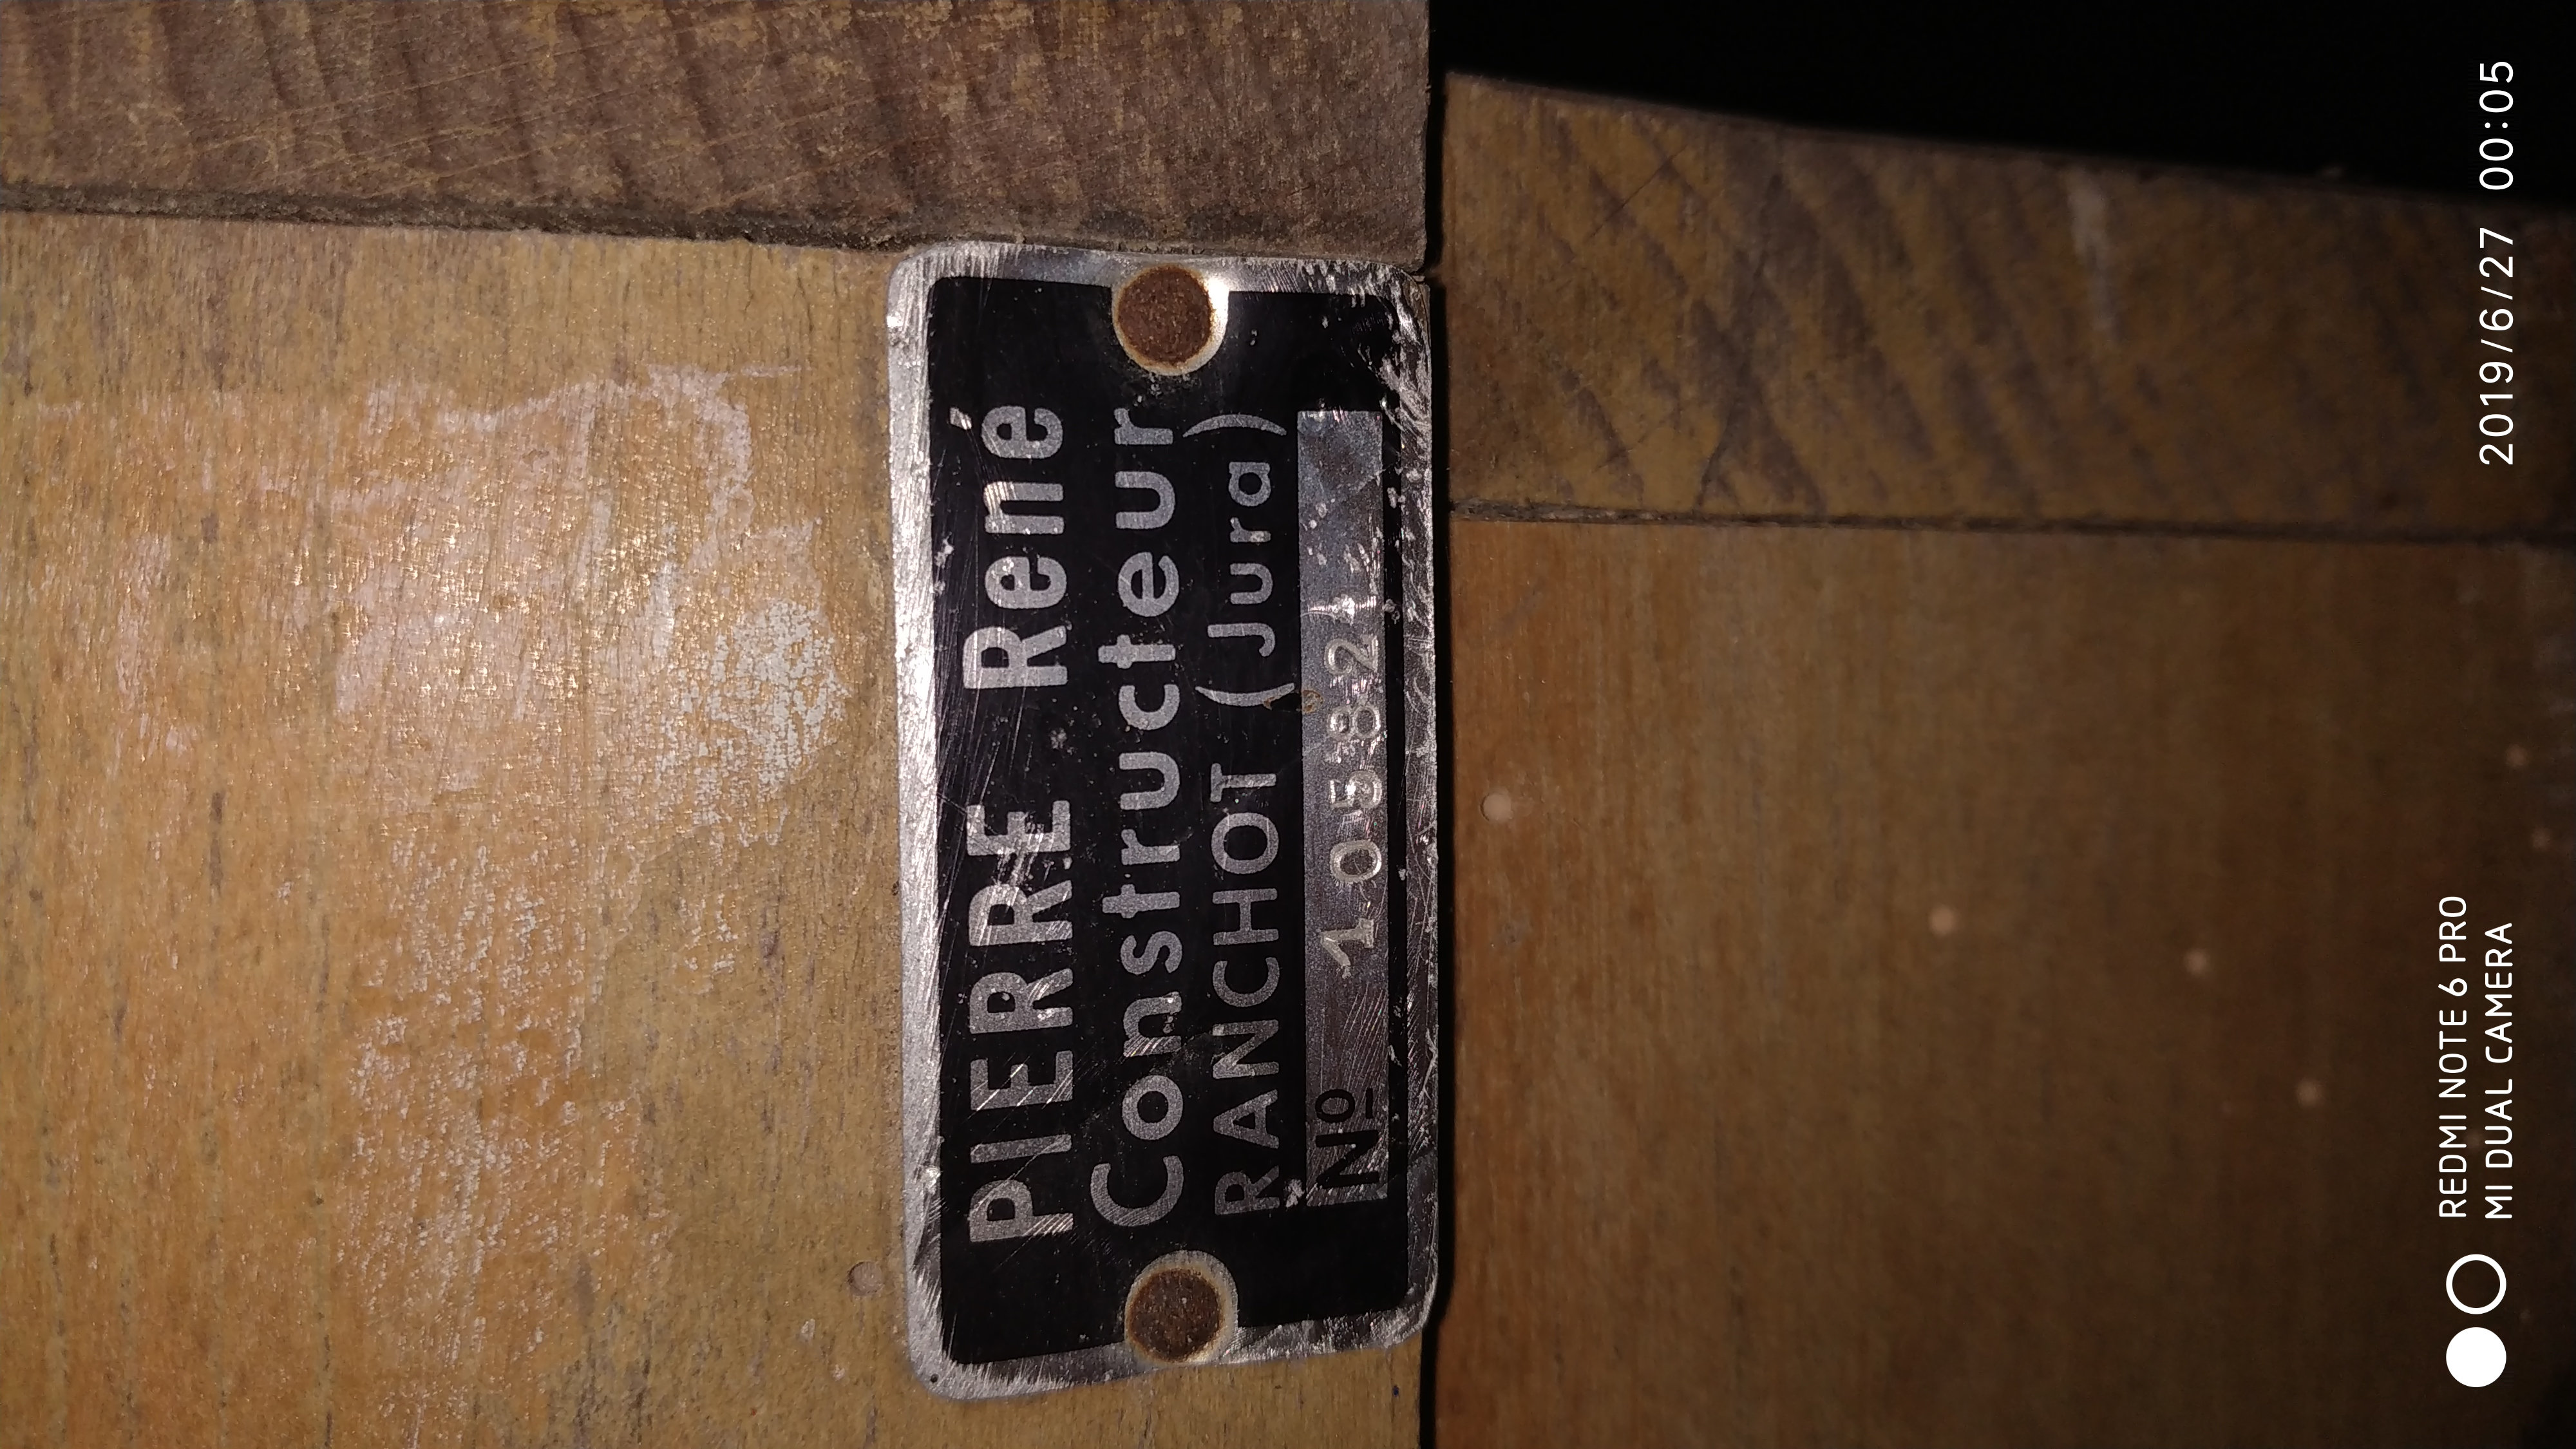 PIERRE René
Constructeur
RANCHOT (Jura)
Nº 10582
REDMI NOTE 6 PRO
MI DUAL CAMERA
2019/6/27 00:05